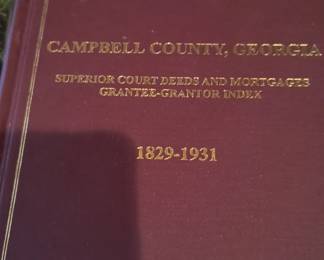 CAMPBELL COUNTY, GEORGIA
SUPERIOR COURT DEEDS AND MORTGAGES
GRANTEE-GRANTOR INDEX
1829-1931